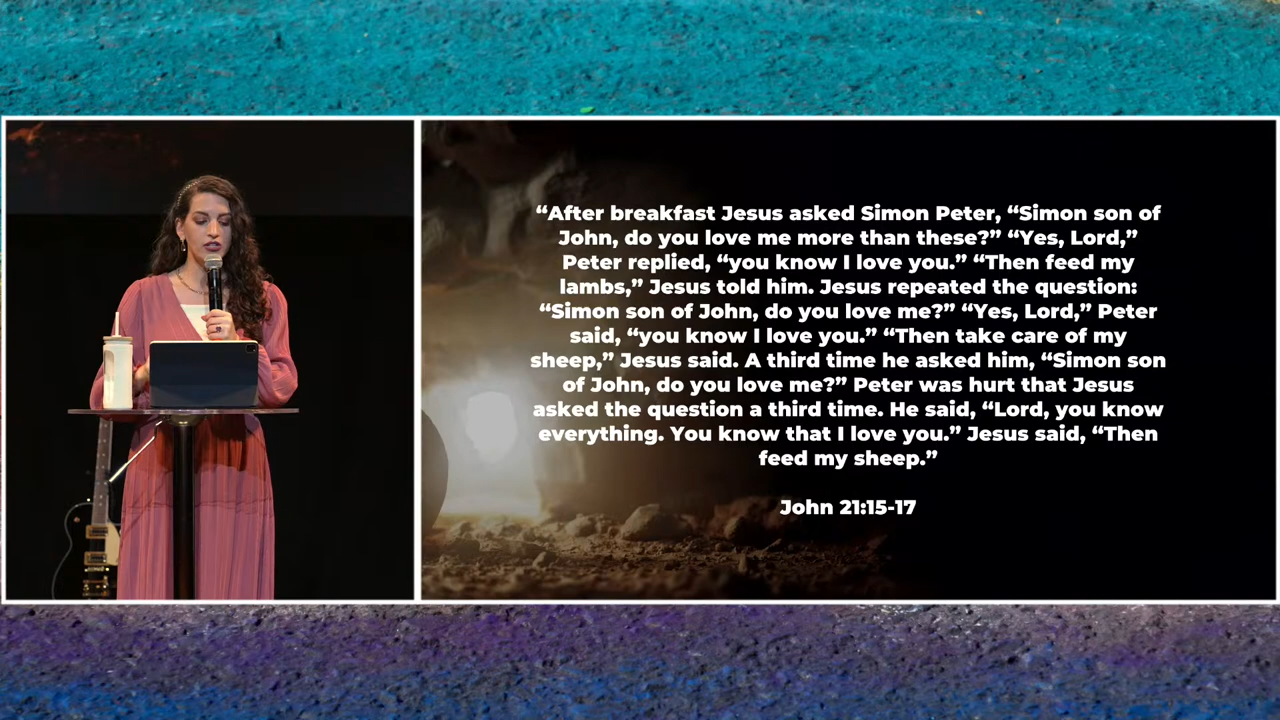 “After breakfast Jesus asked Simon Peter, “Simon son of
John, do you love me more than these?” “Yes, Lord,”
Peter replied, “you know I love you.” “Then feed my
lambs,” Jesus told him. Jesus repeated the question:
“Simon son of John, do you love me?” “Yes, Lord,” Peter
said, “you know I love you.” “Then take care of my
sheep,” Jesus said. A third time he asked him, “Simon son
of John, do you love me?” Peter was hurt that Jesus
asked the question a third time. He said, “Lord, you know
everything. You know that I love you.” Jesus said, “Then
feed my sheep.”
John 21:15-17